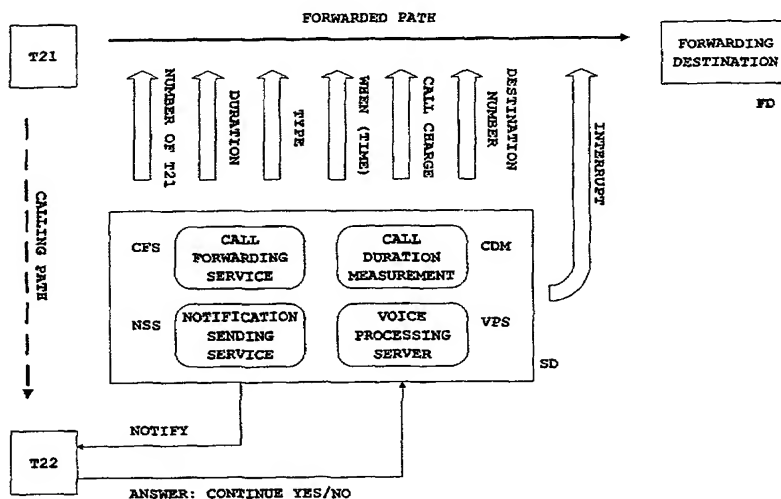 FORWARDED PATH
T21
FORWARDING
DESTINATION
FD
NUMBER OF T21
DURATION
TYPE
WHEN (TIME)
CALL CHARGE
DESTINATION
NUMBER
INTERRUPT
CALLING PATH
CFS
CALL
FORWARDING
SERVICE
CALL
DURATION
MEASUREMENT
CDM
NSS
NOTIFICATION
SENDING
SERVICE
VOICE
PROCESSING
SERVER
VPS
SD
NOTIFY
T22
ANSWER: CONTINUE YES/NO